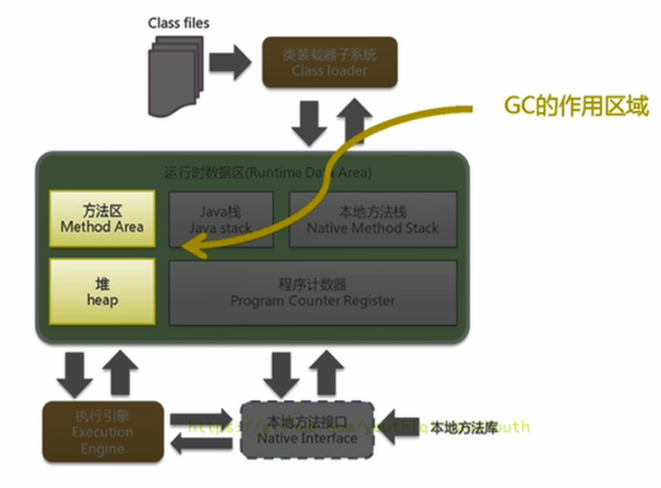 Class files
类装载器子系统
Class loader
GC的作用区域
运行时数据区(Runtime Data Area)
方法区
Method Area
Java栈
Java stack
本地方法栈
Native Method Stack
堆
heap
程序计数器
Program Counter Register
执行引擎
Execution
Engine
本地方法接口
Native Interface
本地方法库